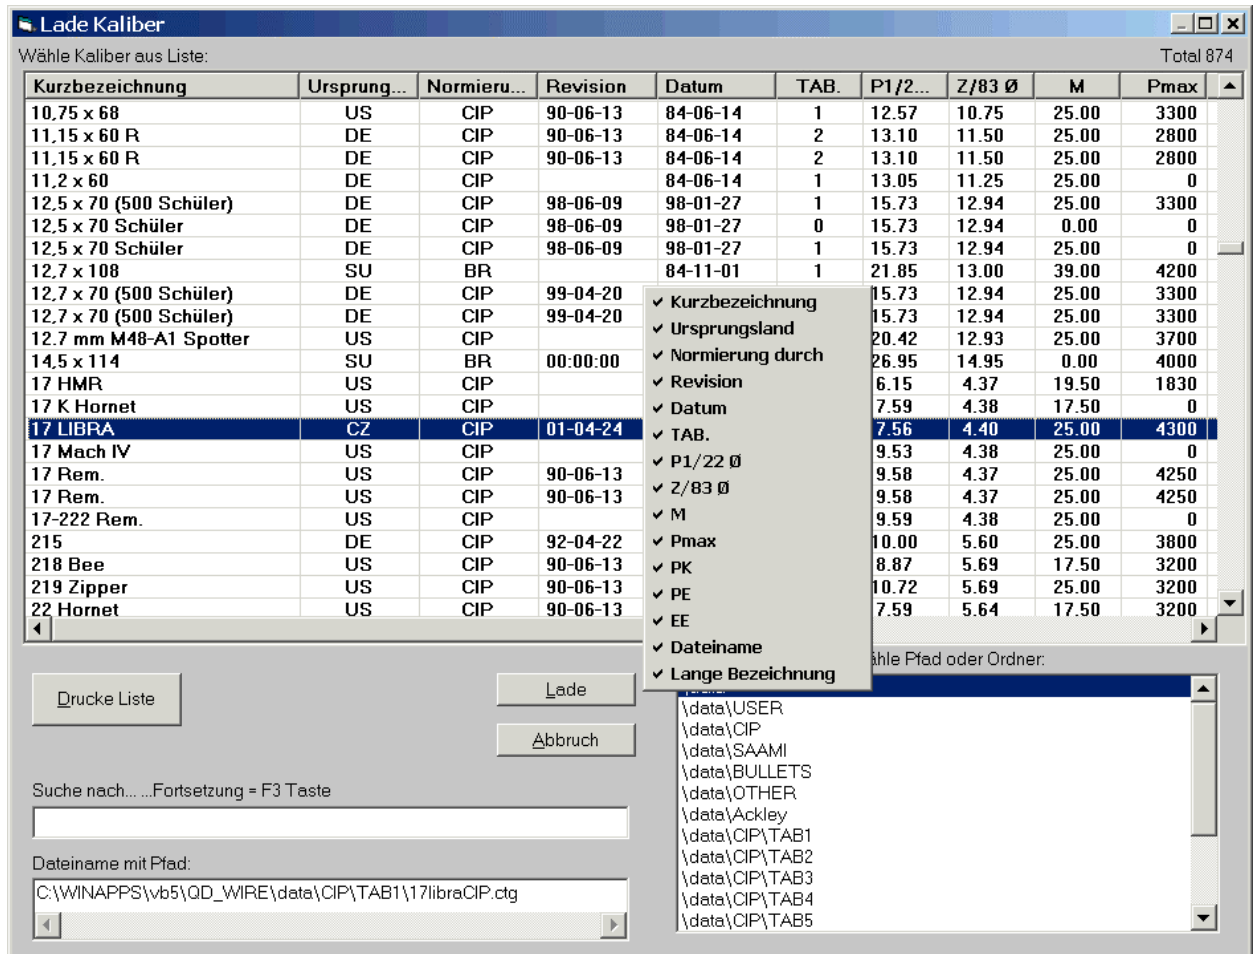 Lade Kaliber
Wähle Kaliber aus Liste: Total 874
Kurzbezeichnung Ursprung... Normieru... Revision Datum TAB. P1/2... Z/83 Ø M Pmax
10,75 x 68 US CIP 90-06-13 84-06-14 1 12.57 10.75 25.00 3300
11,15 x 60 R DE CIP 90-06-13 84-06-14 2 13.10 11.50 25.00 2800
11,15 x 60 R DE CIP 90-06-13 84-06-14 2 13.10 11.50 25.00 2800
11,2 x 60 DE CIP 84-06-14 1 13.05 11.25 25.00 0
12,5 x 70 (500 Schüler) DE CIP 98-06-09 98-01-27 1 15.73 12.94 25.00 3300
12,5 x 70 Schüler DE CIP 98-06-09 98-01-27 0 15.73 12.94 0.00 0
12,5 x 70 Schüler DE CIP 98-06-09 98-01-27 1 15.73 12.94 25.00 0
12,7 x 108 SU BR 84-11-01 1 21.85 13.00 39.00 4200
12,7 x 70 (500 Schüler) DE CIP 99-04-20 15.73 12.94 25.00 3300
12,7 x 70 (500 Schüler) DE CIP 99-04-20 15.73 12.94 25.00 3300
12.7 mm M48-A1 Spotter US CIP 20.42 12.93 25.00 3700
14,5 x 114 SU BR 00:00:00 26.95 14.95 0.00 4000
17 HMR US CIP 6.15 4.37 19.50 1830
17 K Hornet US CIP 7.59 4.38 17.50 0
17 LIBRA CZ CIP 01-04-24 7.56 4.40 25.00 4300
17 Mach IV US CIP 9.53 4.38 25.00 0
17 Rem. US CIP 90-06-13 9.58 4.37 25.00 4250
17 Rem. US CIP 90-06-13 9.58 4.37 25.00 4250
17-222 Rem. US CIP 9.59 4.38 25.00 0
215 DE CIP 92-04-22 10.00 5.60 25.00 3800
218 Bee US CIP 90-06-13 8.87 5.69 17.50 3200
219 Zipper US CIP 90-06-13 10.72 5.69 25.00 3200
22 Hornet US CIP 90-06-13 7.59 5.64 17.50 3200
Kurzbezeichnung
Ursprungsland
Normierung durch
Revision
Datum
TAB.
P1/22 Ø
Z/83 Ø
M
Pmax
PK
PE
EE
Dateiname
Lange Bezeichnung
Pfad oder Ordner:
Drucke Liste
Lade
Abbruch
Suche nach... ...Fortsetzung = F3 Taste
Dateiname mit Pfad:
C:\WINAPPS\vb5\QD_WIRE\data\CIP\TAB1\17libraCIP.ctg
\data\USER
\data\CIP
\data\SAAMI
\data\BULLETS
\data\OTHER
\data\Ackley
\data\CIP\TAB1
\data\CIP\TAB2
\data\CIP\TAB3
\data\CIP\TAB4
\data\CIP\TAB5